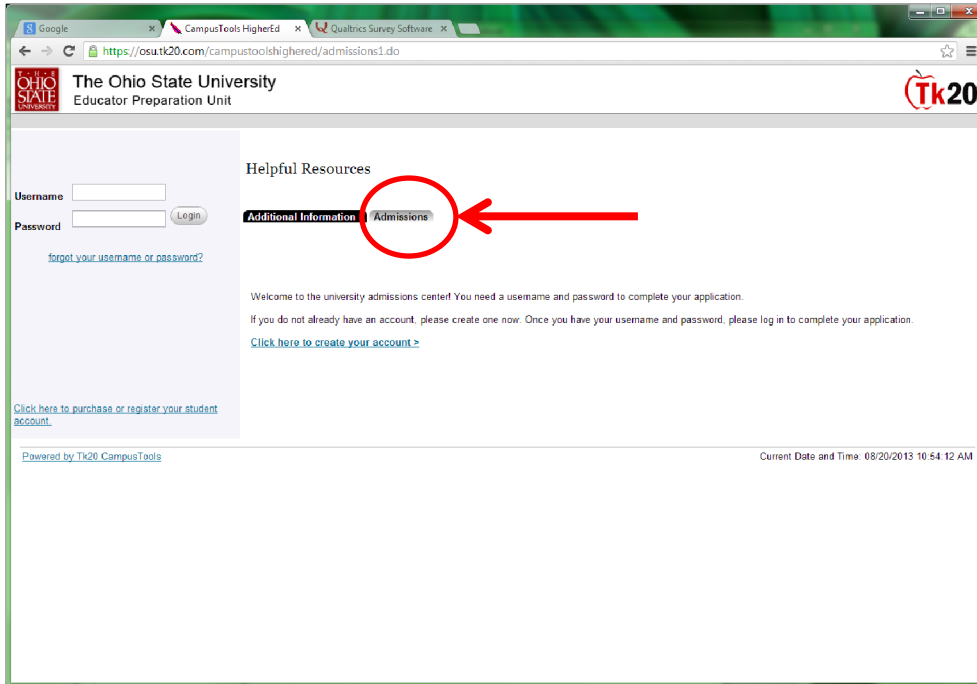 Google
CampusTools HigherEd
Qualtrics Survey Software
https://osu.tk20.com/campustoolshighered/admissions1.do
T·H·E
OHIO
STATE
UNIVERSITY
The Ohio State University
Educator Preparation Unit
Tk20
Username
Password
Login
forgot your username or password?
Click here to purchase or register your student
account.
Helpful Resources
Additional Information
Admissions
Welcome to the university admissions center! You need a username and password to complete your application.
If you do not already have an account, please create one now. Once you have your username and password, please log in to complete your application.
Click here to create your account >
Powered by Tk20 CampusTools
Current Date and Time: 08/20/2013 10:54:12 AM